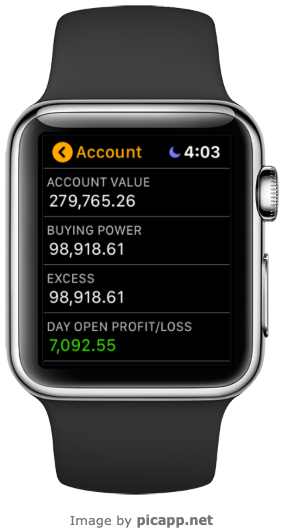 Account 4:03
ACCOUNT VALUE
279,765.26
BUYING POWER
98,918.61
EXCESS
98,918.61
DAY OPEN PROFIT/LOSS
7,092.55
Image by picapp.net